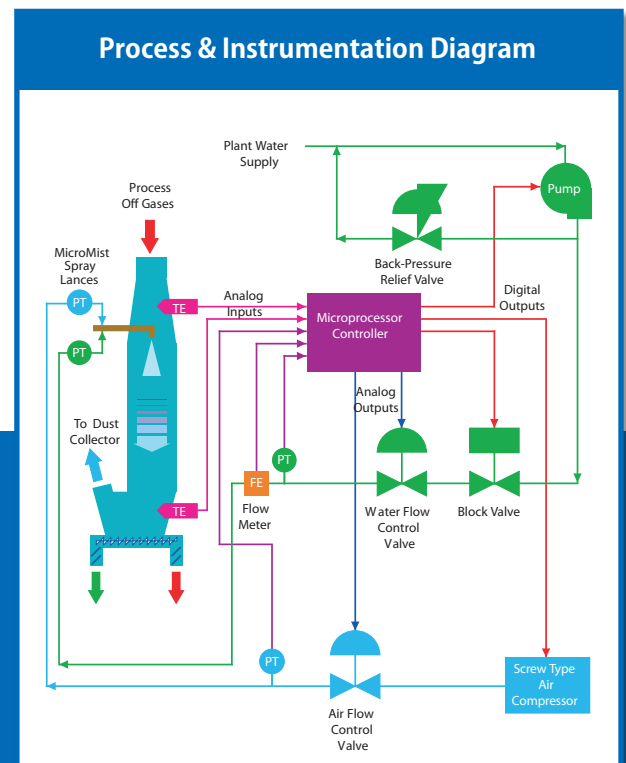 Process & Instrumentation Diagram
Plant Water
Supply
Process
Off Gases
Pump
MicroMist
Spray
Lances
Back-Pressure
Relief Valve
PT
TE
Analog
Inputs
Digital
Outputs
Microprocessor
Controller
PT
Analog
Outputs
To Dust
Collector
PT
FE
TE
Flow
Meter
Water Flow
Control
Valve
Block Valve
PT
Screw Type
Air
Compressor
Air Flow
Control
Valve